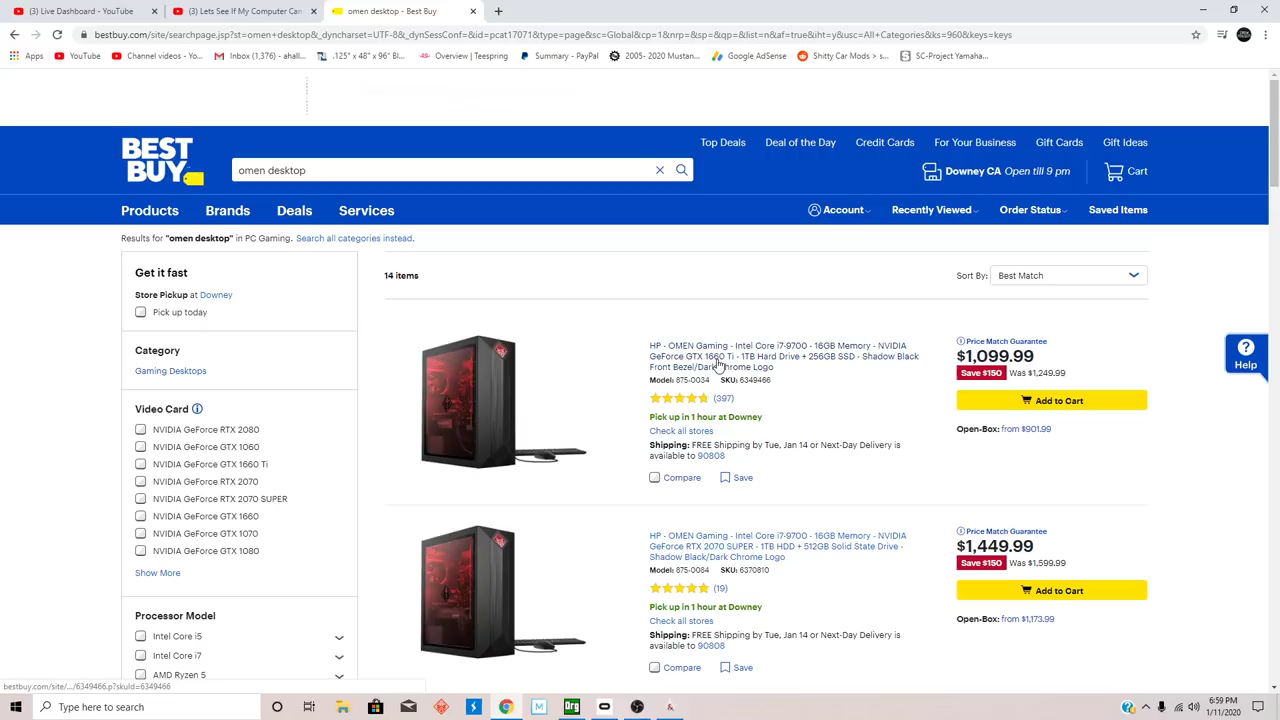 (3) Live Dashboard - YouTube
(3) Lets See If My Computer Can
omen desktop - Best Buy
bestbuy.com/site/searchpage.jsp?st=omen+desktop&_dyncharset=UTF-8&_dynSessConf=&id=pcat17071&type=page&sc=Global&cp=1&nrp=&sp=&qp=&list=n&af=true&iht=y&usc=All+Categories&ks=960&keys=keys
Apps
YouTube
Channel videos - Yo...
Inbox (1,376) - ahall...
.125" x 48" x 96" Bl...
Overview | Teespring
Summary - PayPal
2005- 2020 Mustan...
Google AdSense
Shitty Car Mods > s...
SC-Project Yamaha...
Top Deals Deal of the Day Credit Cards For Your Business Gift Cards Gift Ideas
BEST
BUY
omen desktop
Downey CA Open till 9 pm
Cart
Products Brands Deals Services
Account Recently Viewed Order Status Saved Items
Results for "omen desktop" in PC Gaming. Search all categories instead.
Get it fast
Store Pickup at Downey
Pick up today
Category
Gaming Desktops
Video Card
NVIDIA GeForce RTX 2080
NVIDIA GeForce GTX 1060
NVIDIA GeForce GTX 1660 Ti
NVIDIA GeForce RTX 2070
NVIDIA GeForce RTX 2070 SUPER
NVIDIA GeForce GTX 1660
NVIDIA GeForce GTX 1070
NVIDIA GeForce GTX 1080
Show More
Processor Model
Intel Core i5
Intel Core i7
AMD Ryzen 5
14 items
Sort By: Best Match
HP - OMEN Gaming - Intel Core i7-9700 - 16GB Memory - NVIDIA
GeForce GTX 1660 Ti - 1TB Hard Drive + 256GB SSD - Shadow Black
Front Bezel/Dark Chrome Logo
Model: 875-0034 SKU: 6349466
(397)
Pick up in 1 hour at Downey
Check all stores
Shipping: FREE Shipping by Tue, Jan 14 or Next-Day Delivery is
available to 90808
Compare Save
Price Match Guarantee
$1,099.99
Save $150 Was $1,249.99
Add to Cart
Open-Box: from $901.99
HP - OMEN Gaming - Intel Core i7-9700 - 16GB Memory - NVIDIA
GeForce RTX 2070 SUPER - 1TB HDD + 512GB Solid State Drive -
Shadow Black/Dark Chrome Logo
Model: 875-0084 SKU: 6370810
(19)
Pick up in 1 hour at Downey
Check all stores
Shipping: FREE Shipping by Tue, Jan 14 or Next-Day Delivery is
available to 90808
Compare Save
Price Match Guarantee
$1,449.99
Save $150 Was $1,599.99
Add to Cart
Open-Box: from $1,173.99
? Help
bestbuy.com/site/.../6349466.p?skuId=6349466
Type here to search
6:59 PM
1/11/2020